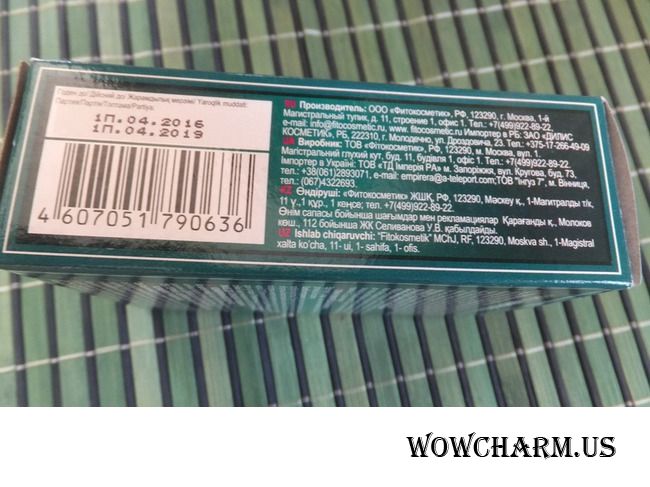 Годен до/ Дійсний до/ Жарамдылық мерзімі/ Yaroqlik muddati:
Партия/Партія/Топтама/Partiya:
1П.04.2016
1П.04.2019
4 607051 790636
RU Производитель: ООО «Фитокосметик», РФ, 123290, г. Москва, 1-й
Магистральный тупик, д. 11, строение 1, офис 1. Тел.: +7(499)922-89-22.
e-mail: info@fitocosmetic.ru, www. fitocosmetic.ru Импортер в РБ: ЗАО «ДИЛИС
КОСМЕТИК», РБ, 222310, г. Молодечно, ул. Дроздовича, 23. Тел.: +375-17-266-49-09
UA Виробник: ТОВ «Фітокосметік», РФ, 123290, м. Москва, вул. 1
Магістральний глухий кут, буд. 11, будівля 1, офіс 1. Тел.: +7(499)922-89-22.
Імпортер в Україні: ТОВ «ТД Імперія РА» м. Запоріжжя, вул. Кругова, буд. 73,
тел.: +38(061)2893071, e-mail: empirera@a-teleport.com;ТОВ "Інгуз 7", м. Вінниця,
тел.: (067)4322693.
KZ Өндіруші: «Фитокосметик» ЖШҚ, РФ, 123290, Мәскеу қ., 1-Магитралды т/к,
11 ү., 1 құр., 1 кеңсе; тел.: +7(499)922-89-22.
Өнім сапасы бойынша шағымдар мен рекламациялар Қарағанды қ., Молоков
көш., 112 бойынша ЖК Селиванова У.В. қабылдайды.
UZ Ishlab chiqaruvchi: "Fitokosmetik" MChJ, RF, 123290, Moskva sh., 1-Magistral
xalta ko'cha, 11- ui, 1- sahifa, 1- ofis.
WOWCHARM.US